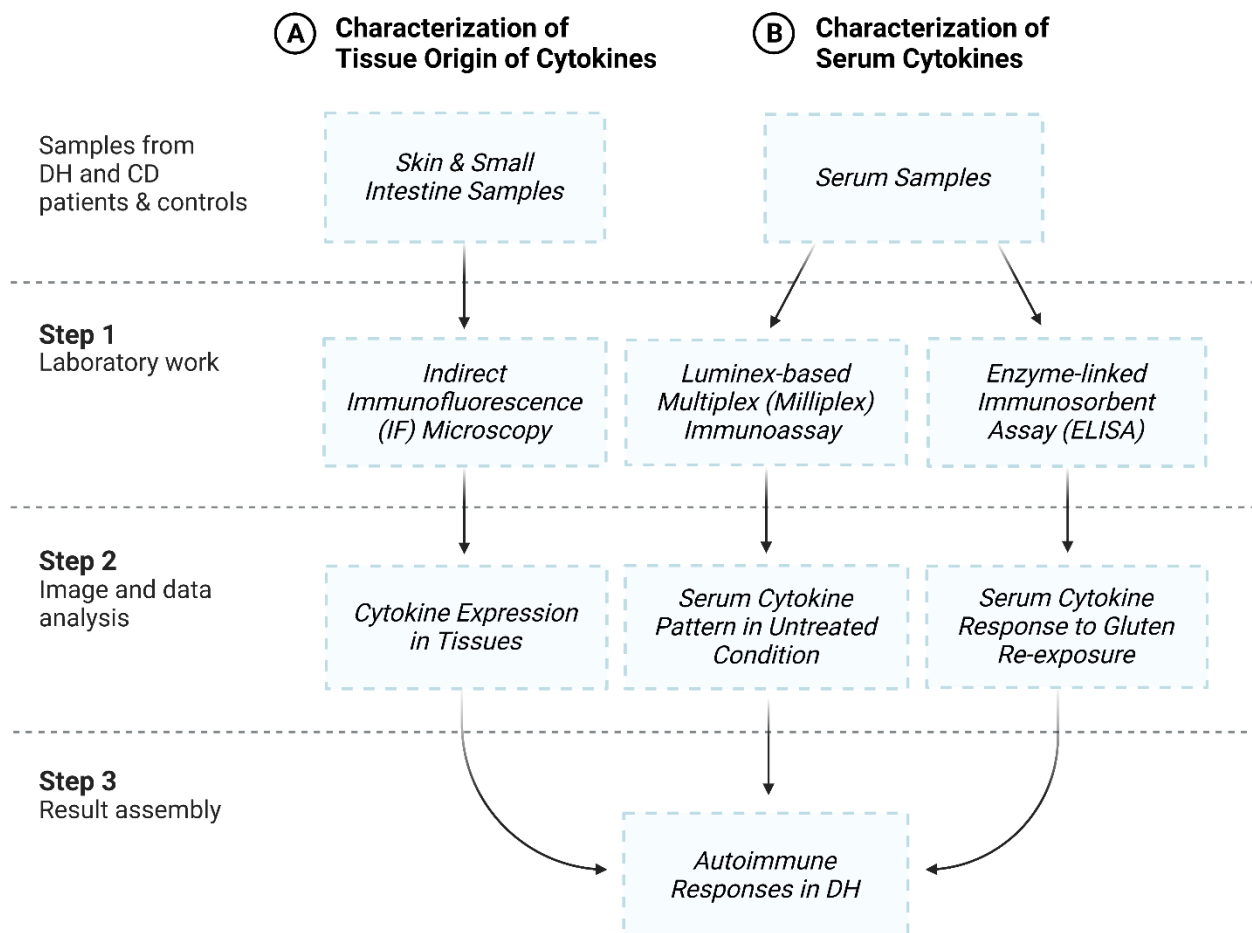 A
Characterization of
Tissue Origin of Cytokines
B
Characterization of
Serum Cytokines
Samples from
DH and CD
patients & controls
Skin & Small
Intestine Samples
Serum Samples
Step 1
Laboratory work
Indirect
Immunofluorescence
(IF) Microscopy
Luminex-based
Multiplex (Milliplex)
Immunoassay
Enzyme-linked
Immunosorbent
Assay (ELISA)
Step 2
Image and data
analysis
Cytokine Expression
in Tissues
Serum Cytokine
Pattern in Untreated
Condition
Serum Cytokine
Response to Gluten
Re-exposure
Step 3
Result assembly
Autoimmune
Responses in DH